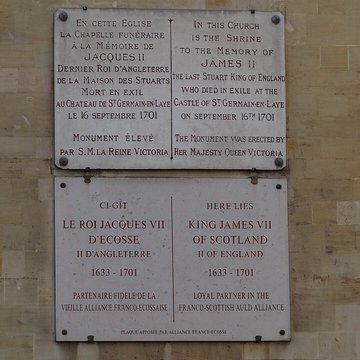 EN CETTE EGLISE
LA CHAPELLE FUNÉRAIRE
À LA MÉMOIRE DE
JACQUES II
DERNIER ROI D'ANGLETERRE
DE LA MAISON DES STUARTS
MORT EN EXIL
AU CHATEAU DE ST. GERMAIN-EN-LAYE
LE 16 SEPTEMBRE 1701
MONUMENT ÉLEVÉ
PAR S.M. LA REINE VICTORIA
IN THIS CHURCH
IS THE SHRINE
TO THE MEMORY OF
JAMES II
THE LAST STUART KING OF ENGLAND
WHO DIED IN EXILE AT THE
CASTLE OF ST. GERMAIN-EN-LAYE
ON SEPTEMBER 16TH 1701
THE MONUMENT WAS ERECTED BY
HER MAJESTY QUEEN VICTORIA
CI-GÎT
LE ROI JACQUES VII
D'ECOSSE
II D'ANGLETERRE
1633 - 1701
PARTENAIRE FIDÈLE DE LA
VIEILLE ALLIANCE FRANCO-ECOSSAISE
HERE LIES
KING JAMES VII
OF SCOTLAND
II OF ENGLAND
1633 - 1701
LOYAL PARTNER IN THE
FRANCO-SCOTTISH AULD ALLIANCE
PLAQUE APPOSÉE PAR ALLIANCE FRANCE-ECOSSE